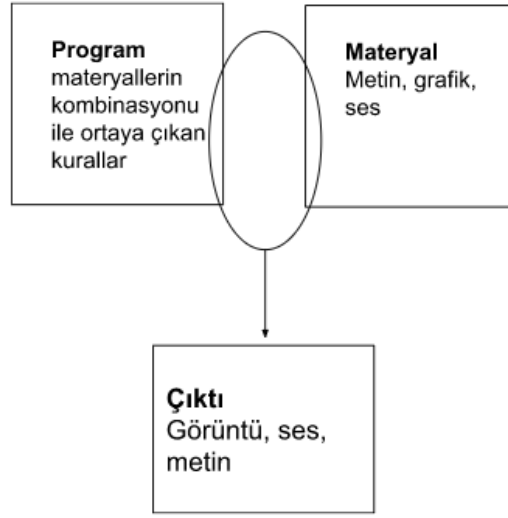 Program
materyallerin
kombinasyonu
ile ortaya çıkan
kurallar
Materyal
Metin, grafik,
ses
Çıktı
Görüntü, ses,
metin